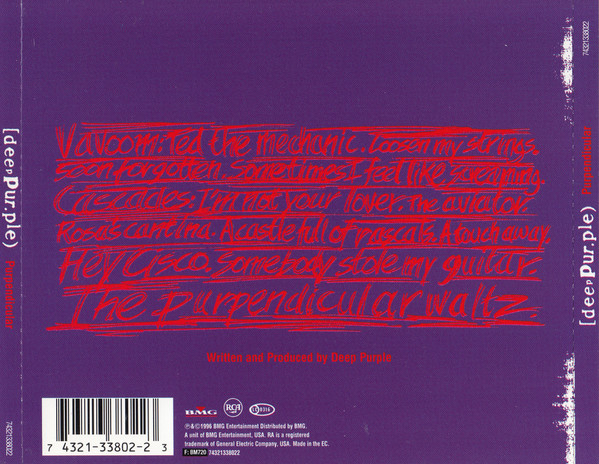 Vavoom: Ted the mechanic. Loosen my strings.
soon forgotten. Sometimes I feel like screaming.
Cascades: I'm not your lover. The aviator.
Rosa's cantina. A castle full of rascals. A touch away.
Hey Cisco. Somebody stole my guitar.
The purpendicular waltz.
Written and Produced by Deep Purple
[deep Pur.ple)
Purpendicular
74321338022
[deep Pur.ple)
Purpendicular
74321338022
7 4321-33802-2 3
BMG
RCA
LC 0316
℗&©1996 BMG Entertainment Distributed by BMG.
A unit of BMG Entertainment, USA. RA is a registered
trademark of General Electric Company, USA. Made in the EC.
F: BM720 74321338022